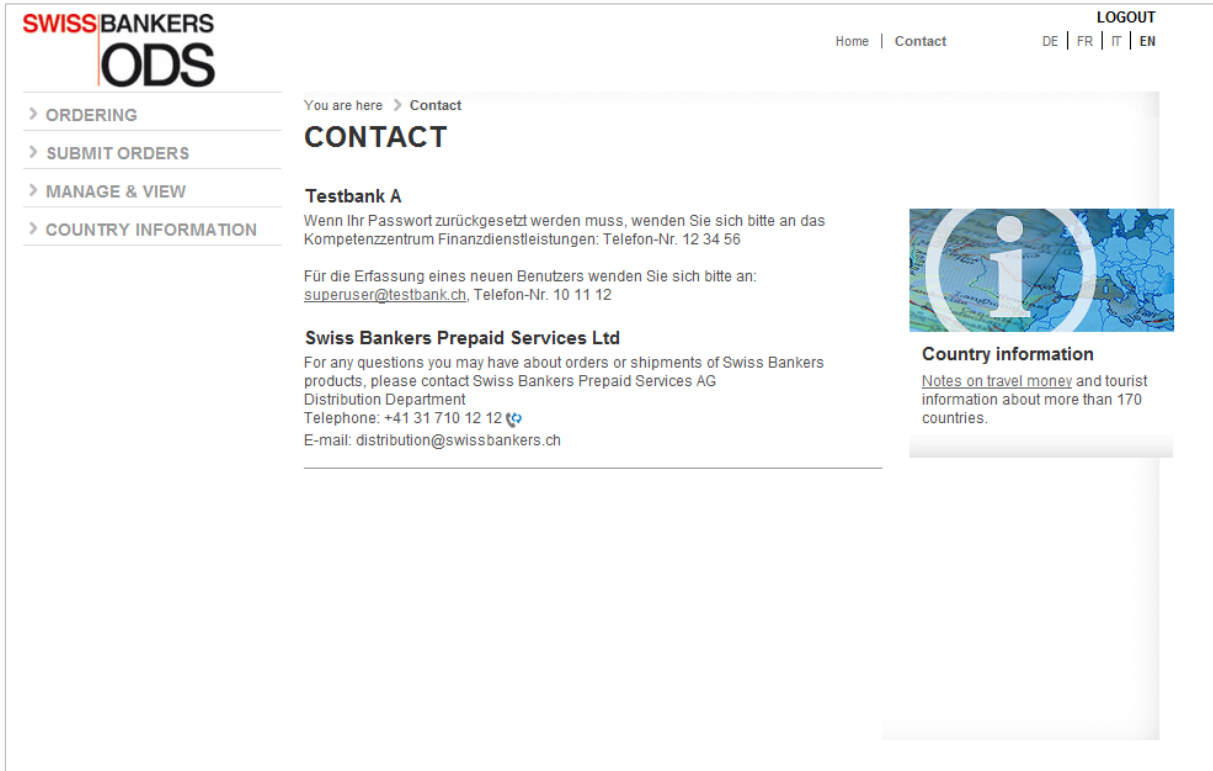 SWISS BANKERS
ODS
LOGOUT
Home | Contact
DE | FR | IT | EN
> ORDERING
> SUBMIT ORDERS
> MANAGE & VIEW
> COUNTRY INFORMATION
You are here > Contact
CONTACT
Testbank A
Wenn Ihr Passwort zurückgesetzt werden muss, wenden Sie sich bitte an das
Kompetenzzentrum Finanzdienstleistungen: Telefon-Nr. 12 34 56
Für die Erfassung eines neuen Benutzers wenden Sie sich bitte an:
superuser@testbank.ch, Telefon-Nr. 10 11 12
Swiss Bankers Prepaid Services Ltd
For any questions you may have about orders or shipments of Swiss Bankers
products, please contact Swiss Bankers Prepaid Services AG
Distribution Department
Telephone: +41 31 710 12 12
E-mail: distribution@swissbankers.ch
Country information
Notes on travel money and tourist
information about more than 170
countries.